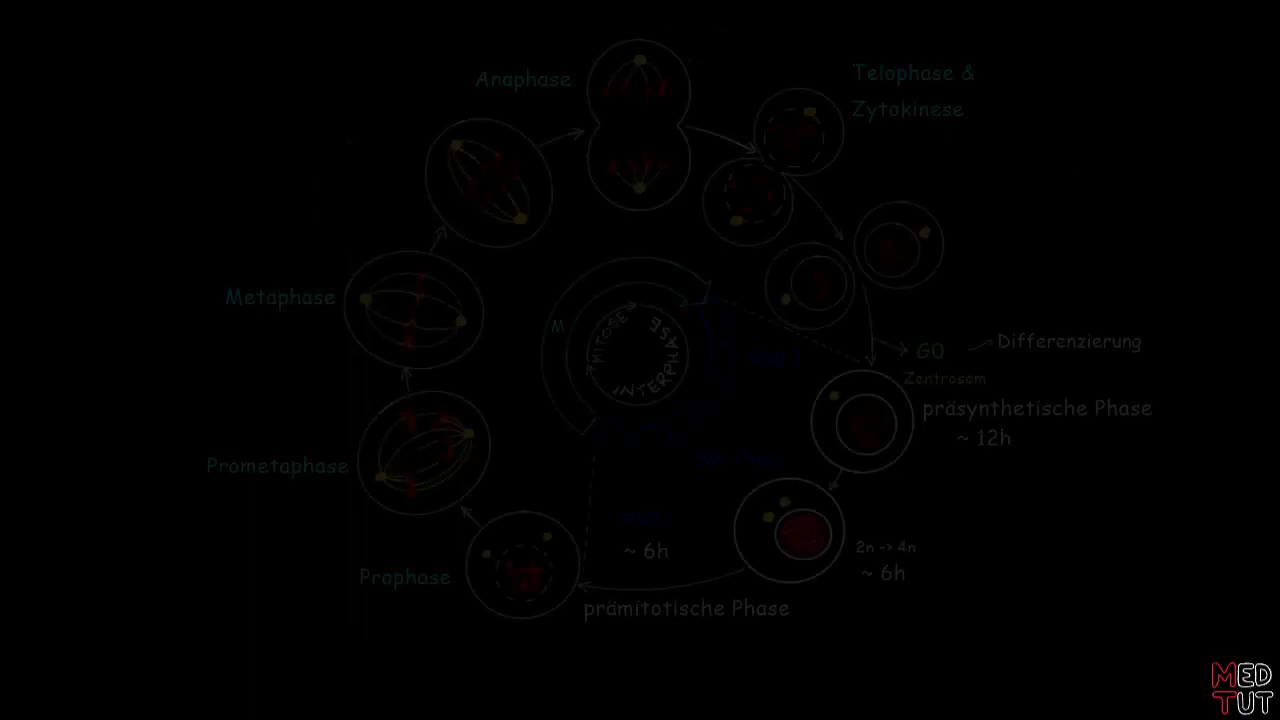 Anaphase
Telophase &
Zytokinese
Metaphase
M
MITOSE
INTERPHASE
G0
Differenzierung
Zentrosom
präsynthetische Phase
~ 12h
Prometaphase
~ 6h
2n -> 4n
~ 6h
Prophase
prämitotische Phase
MED
TUT